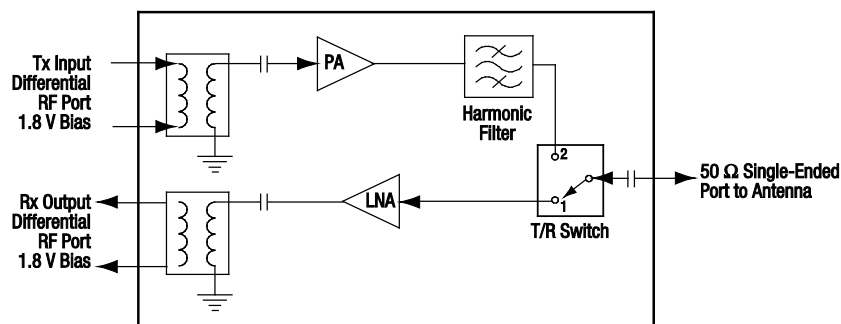 Tx Input
Differential
RF Port
1.8 V Bias
PA
Harmonic
Filter
2
50 Ω Single-Ended
Port to Antenna
1
T/R Switch
LNA
Rx Output
Differential
RF Port
1.8 V Bias